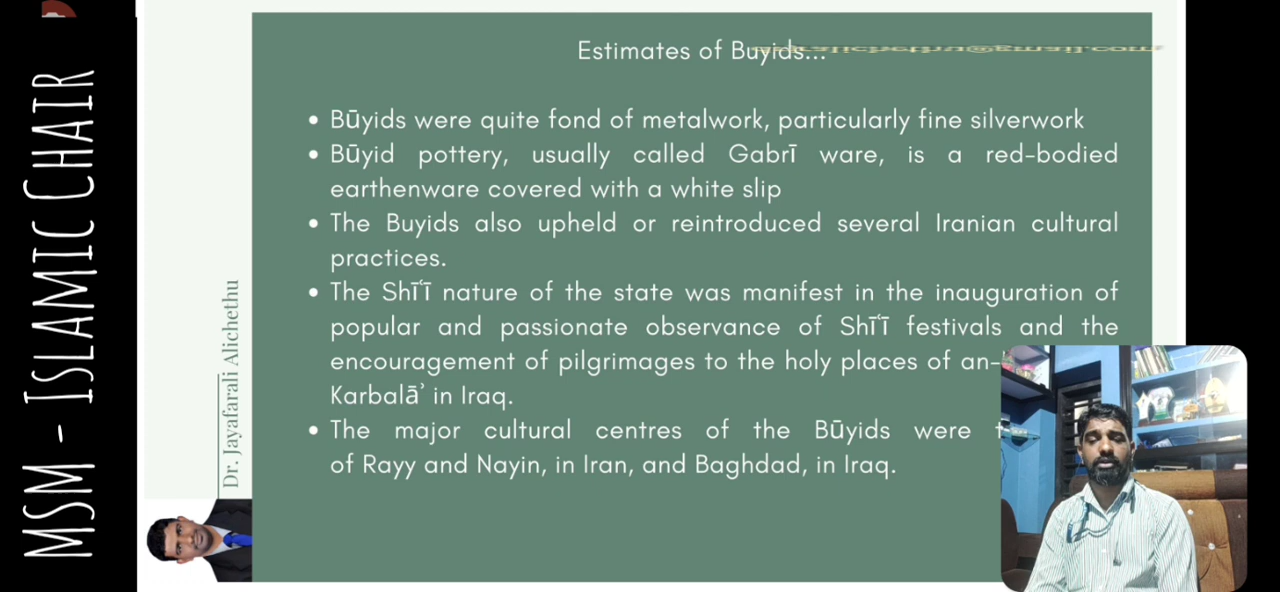 MSM - ISLAMIC CHAIR
Dr. Jayafarali Alichethu
Estimates of Buyids...
• Būyids were quite fond of metalwork, particularly fine silverwork
• Būyid pottery, usually called Gabrī ware, is a red-bodied
earthenware covered with a white slip
• The Buyids also upheld or reintroduced several Iranian cultural
practices.
• The Shīʿī nature of the state was manifest in the inauguration of
popular and passionate observance of Shīʿī festivals and the
encouragement of pilgrimages to the holy places of an-
Karbalāʾ in Iraq.
• The major cultural centres of the Būyids were
of Rayy and Nayin, in Iran, and Baghdad, in Iraq.